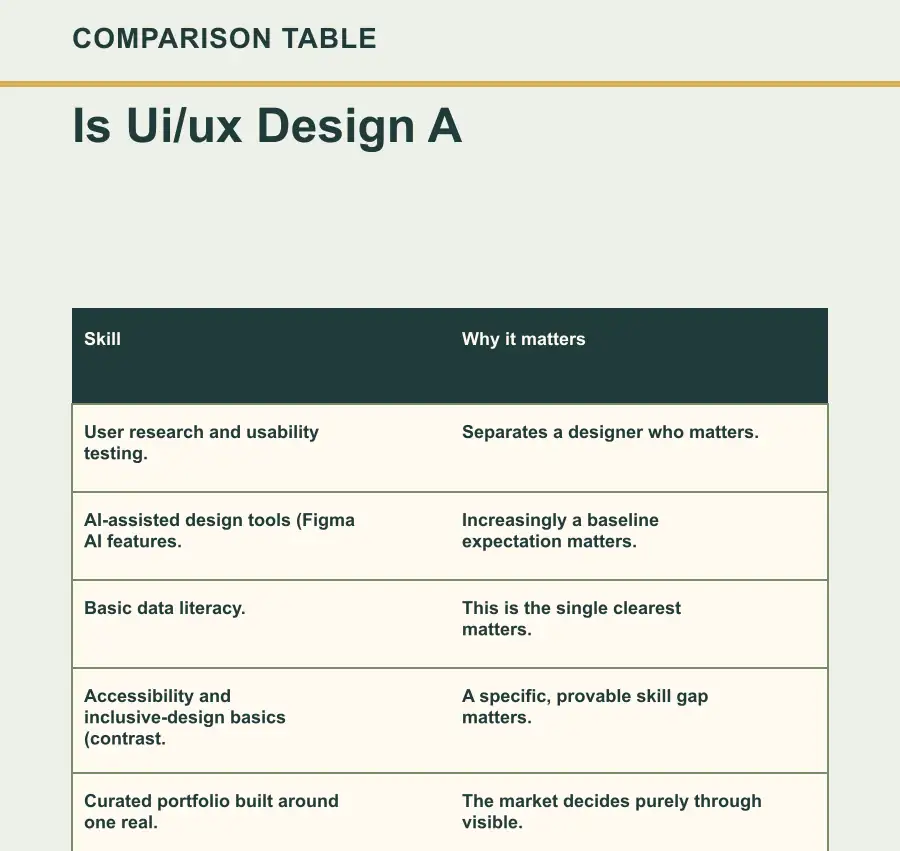 COMPARISON TABLE
Is Ui/ux Design A
Skill
Why it matters
User research and usability
testing.
Separates a designer who matters.
AI-assisted design tools (Figma
AI features.
Increasingly a baseline
expectation matters.
Basic data literacy.
This is the single clearest
matters.
Accessibility and
inclusive-design basics
(contrast.
A specific, provable skill gap
matters.
Curated portfolio built around
one real.
The market decides purely through
visible.